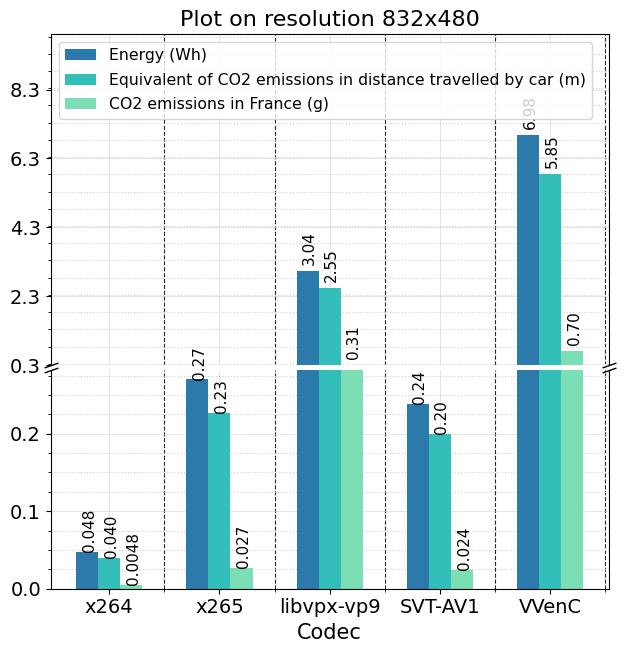 Plot on resolution 832x480
Energy (Wh)
Equivalent of CO2 emissions in distance travelled by car (m)
CO2 emissions in France (g)
8.3
6.3
4.3
2.3
0.3
0.2
0.1
0.0
0.048
0.040
0.0048
0.27
0.23
0.027
3.04
2.55
0.31
0.24
0.20
0.024
6.98
5.85
0.70
x264
x265
libvpx-vp9
SVT-AV1
VVenC
Codec